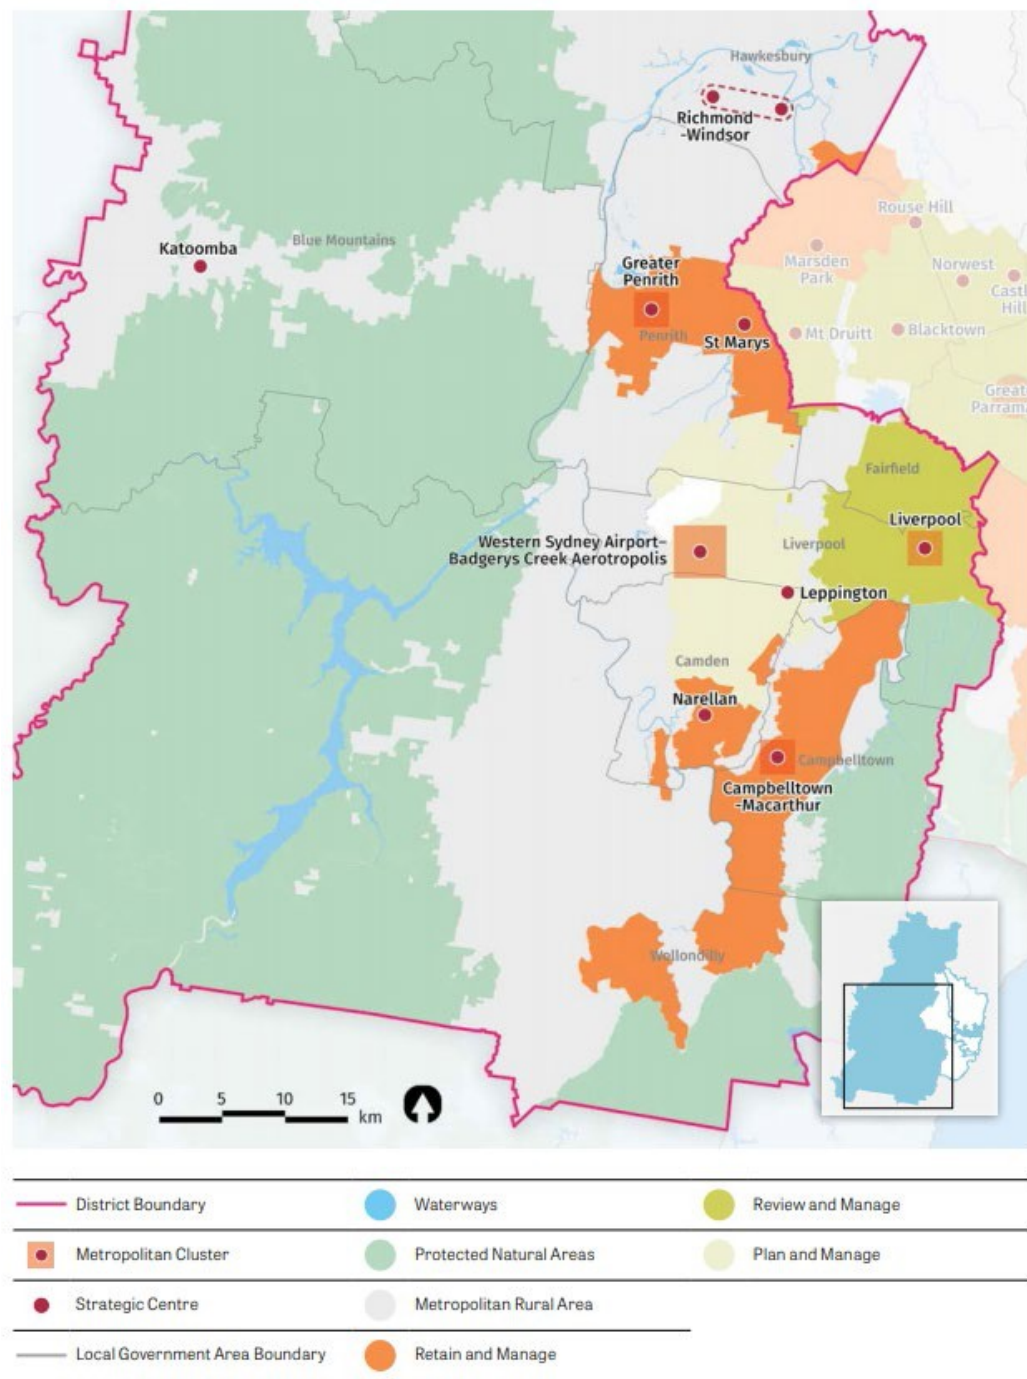 Hawkesbury
Richmond
-Windsor
Rouse Hill
Katoomba
Blue Mountains
Marsden
Park
Norwest
Castl
Hill
Greater
Penrith
Penrith
St Marys
Mt Druitt
Blacktown
Great
Parrama
Fairfield
Liverpool
Western Sydney Airport–
Badgerys Creek Aerotropolis
Liverpool
Leppington
Camden
Narellan
Campbelltown
Campbelltown
-Macarthur
Wollondilly
0 5 10 15
km
District Boundary
Waterways
Review and Manage
Metropolitan Cluster
Protected Natural Areas
Plan and Manage
Strategic Centre
Metropolitan Rural Area
Local Government Area Boundary
Retain and Manage